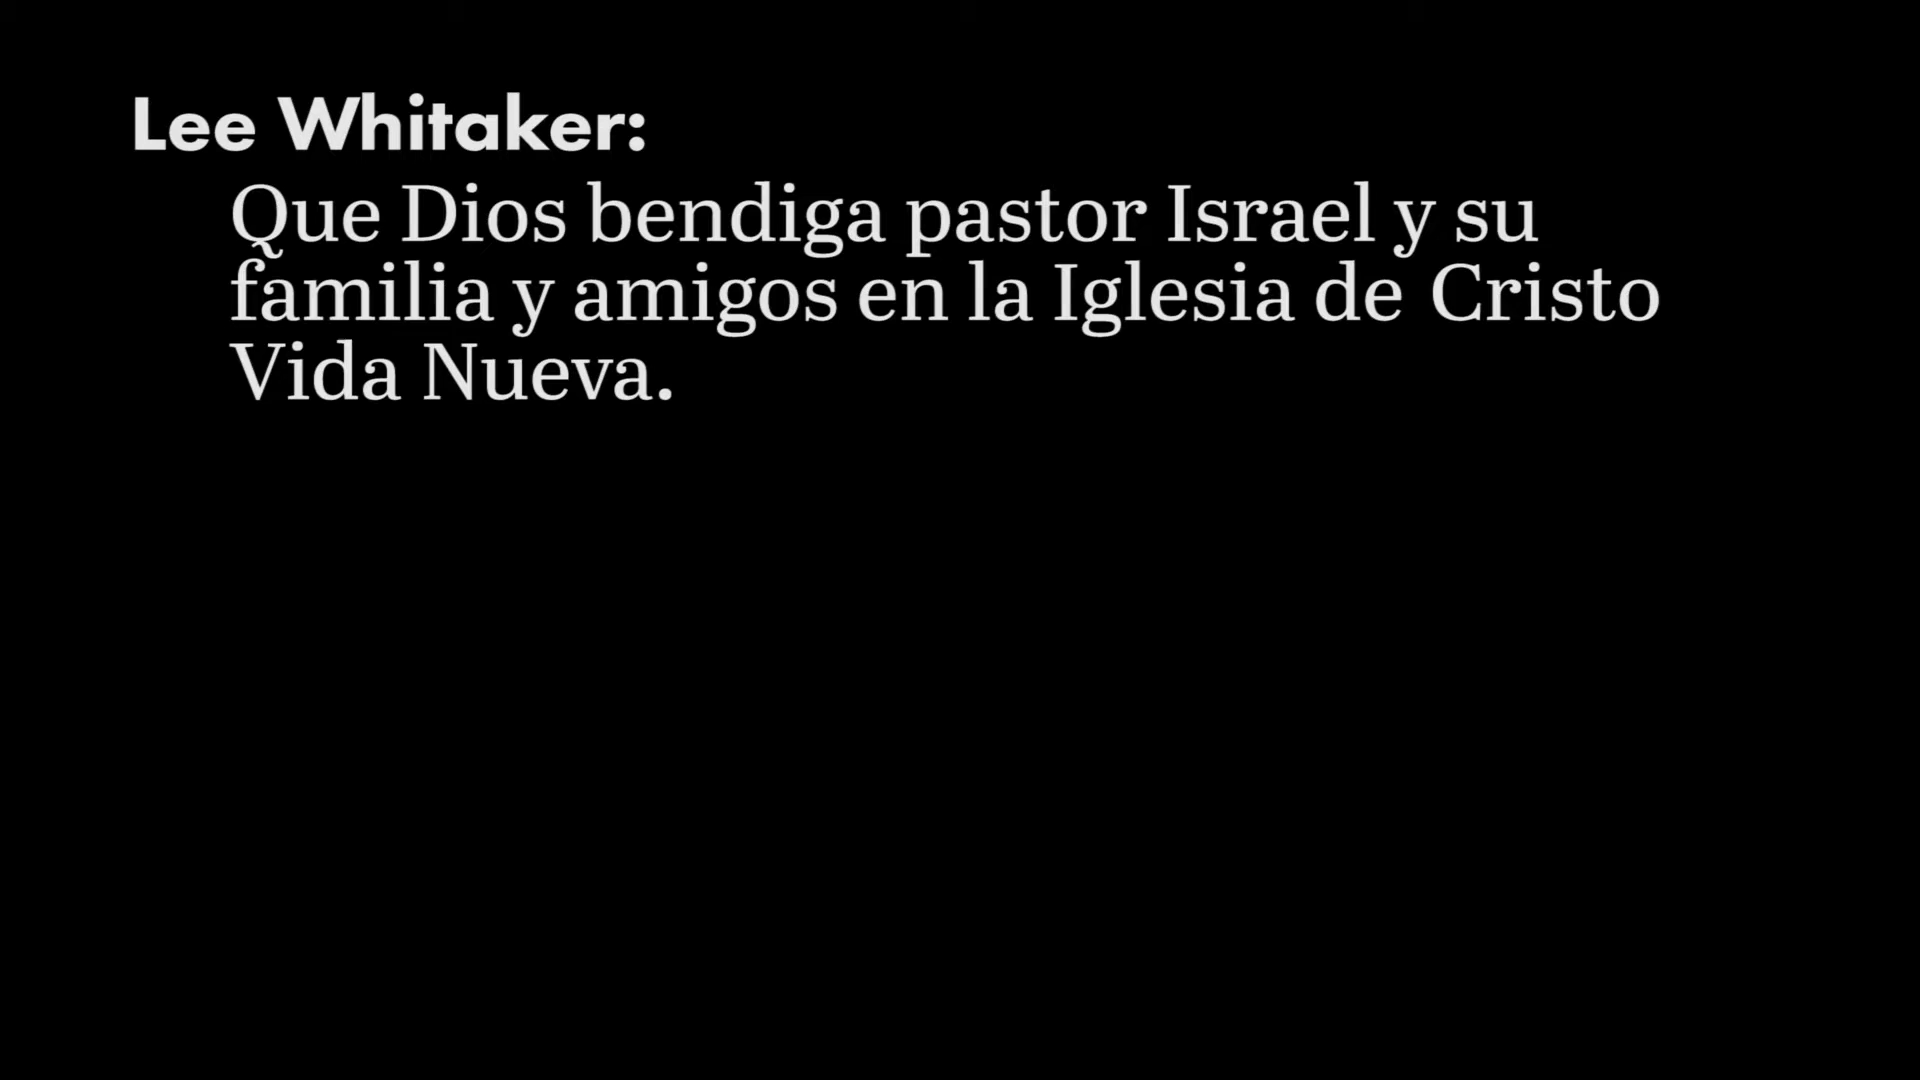 Lee Whitaker:
Que Dios bendiga pastor Israel y su
familia y amigos en la Iglesia de Cristo
Vida Nueva.